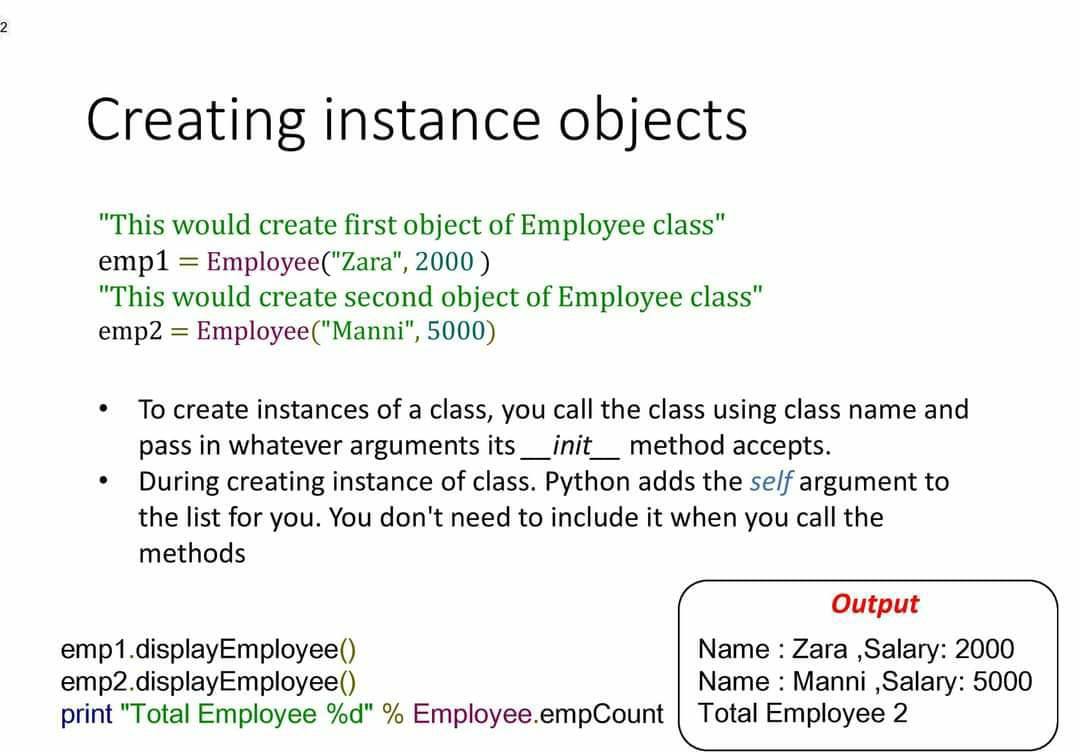 2
Creating instance objects
"This would create first object of Employee class"
emp1 = Employee("Zara", 2000 )
"This would create second object of Employee class"
emp2 = Employee("Manni", 5000)
• To create instances of a class, you call the class using class name and
pass in whatever arguments its __init__ method accepts.
• During creating instance of class. Python adds the self argument to
the list for you. You don't need to include it when you call the
methods
emp1.displayEmployee()
emp2.displayEmployee()
print "Total Employee %d" % Employee.empCount
Output
Name : Zara ,Salary: 2000
Name : Manni ,Salary: 5000
Total Employee 2